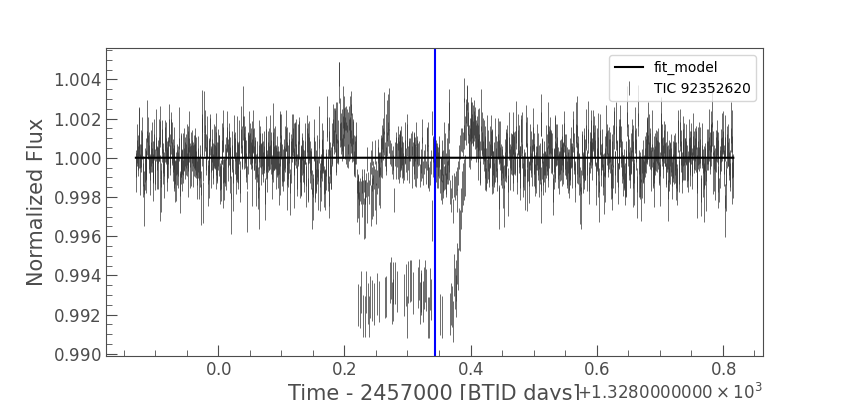 fit_model
TIC 92352620
1.004
1.002
1.000
0.998
0.996
0.994
0.992
0.990
Normalized Flux
0.0 0.2 0.4 0.6 0.8
Time - 2457000 [BTJD days]
+1.3280000000 × 10³